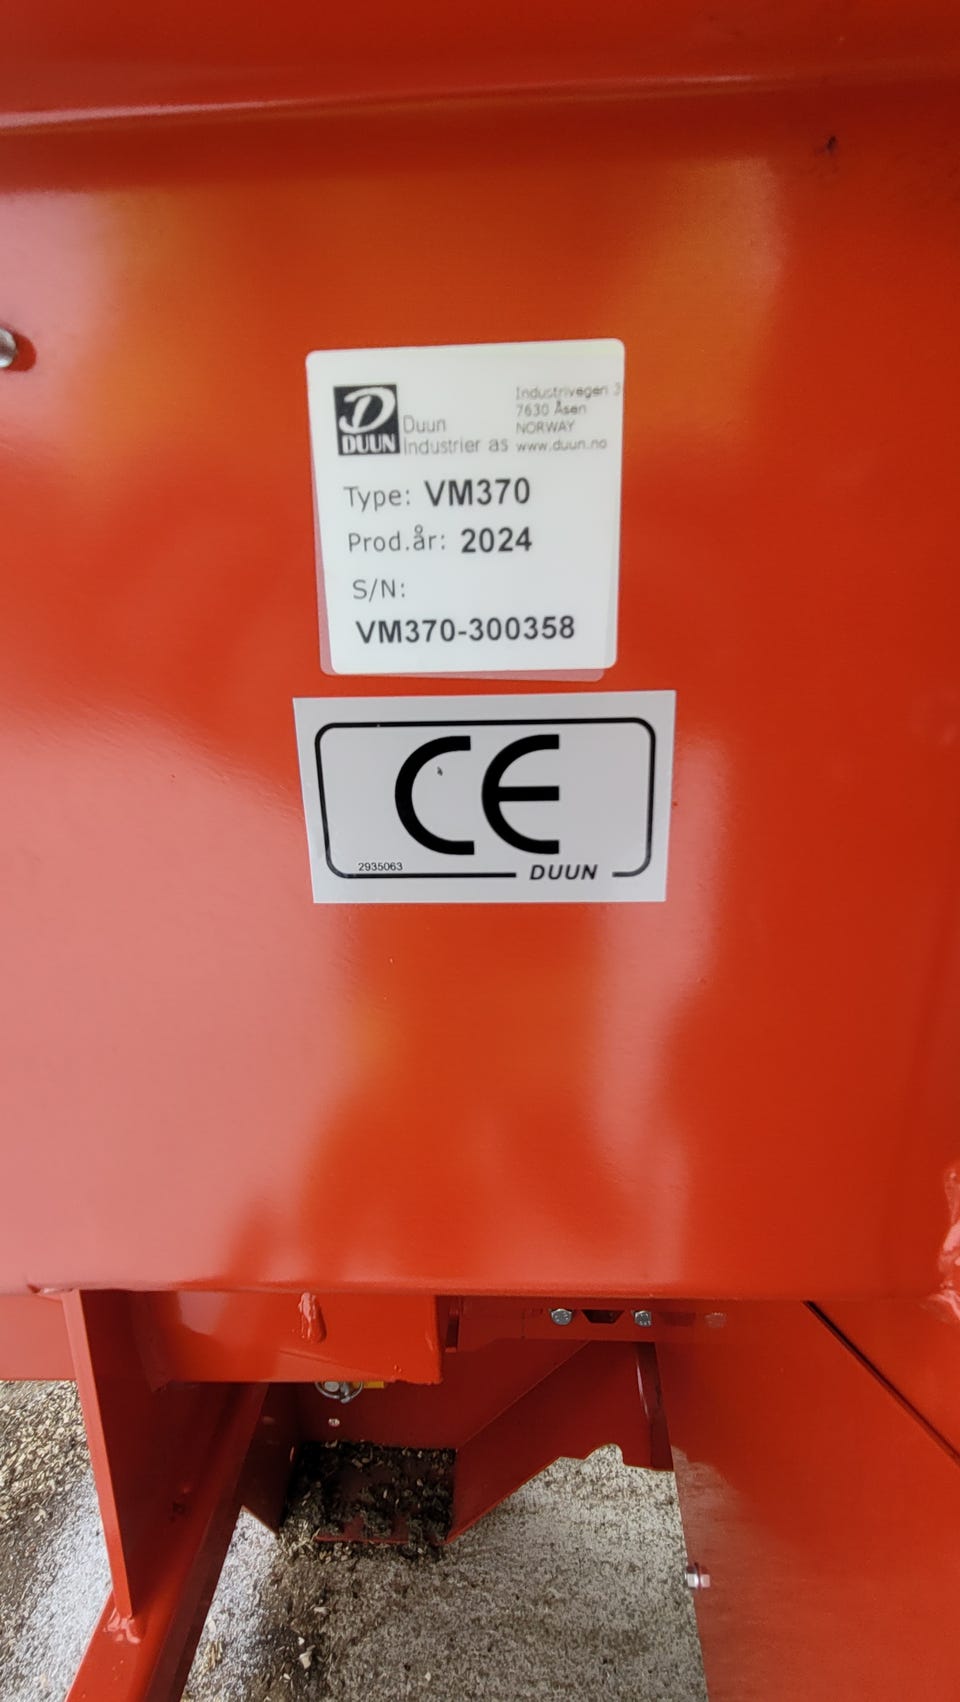 DUUN
Duun
Industrier as
Industrivegen 3
7630 Åsen
NORWAY
www.duun.no
Type: VM370
Prod.år: 2024
S/N:
VM370-300358
CE
2935063
DUUN